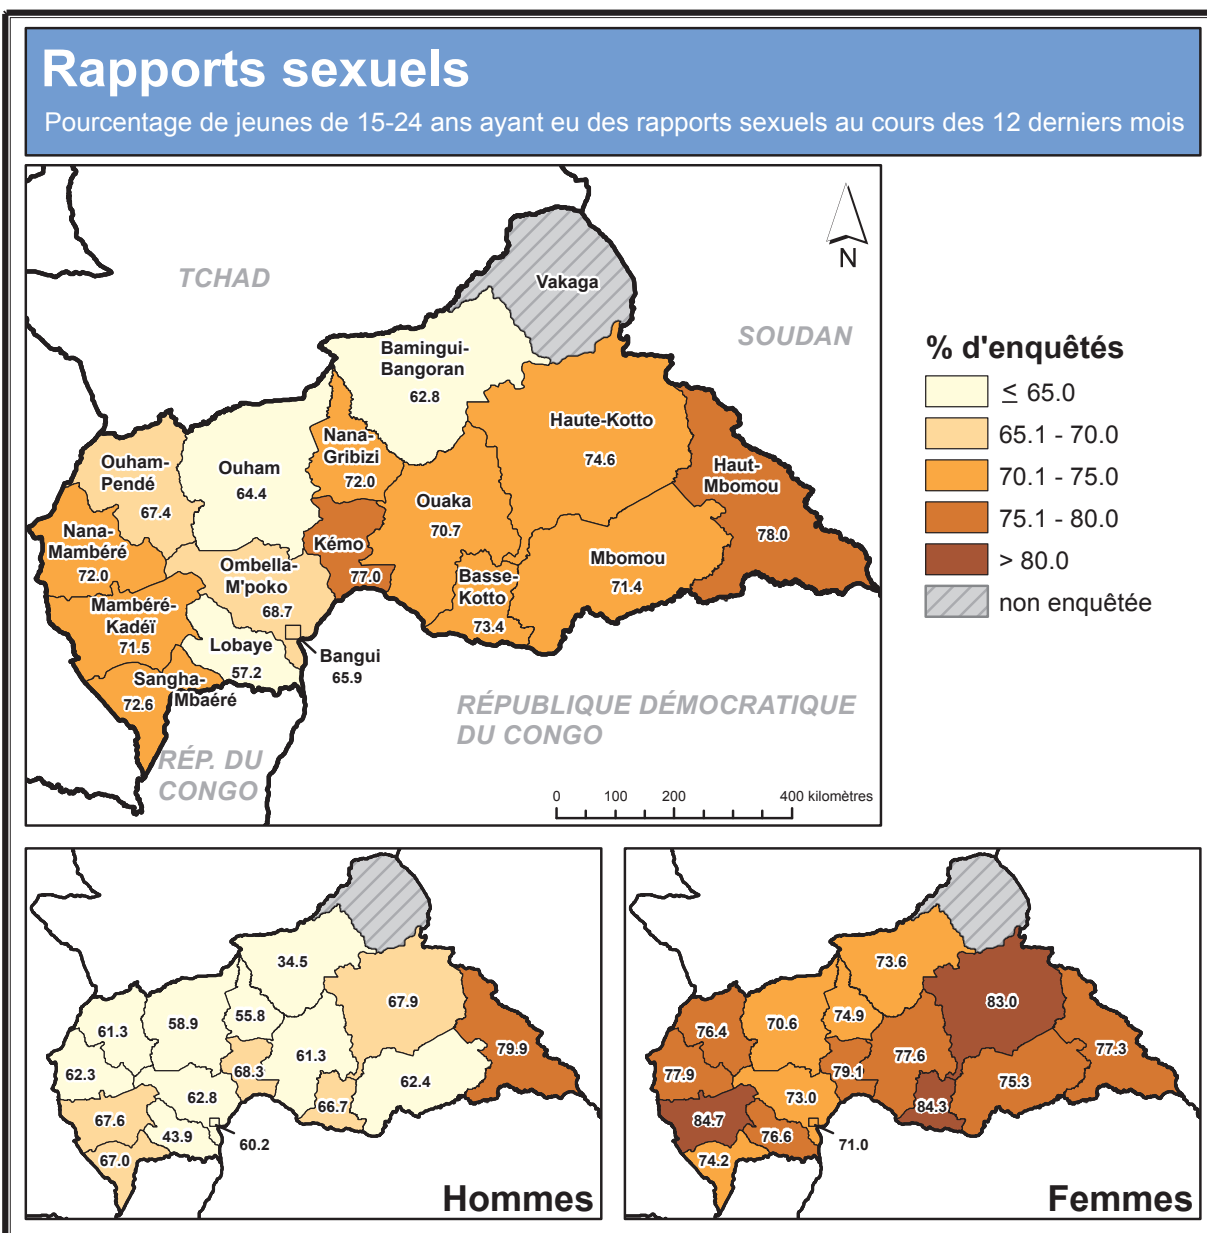 Rapports sexuels
Pourcentage de jeunes de 15-24 ans ayant eu des rapports sexuels au cours des 12 derniers mois
N
TCHAD
Vakaga
SOUDAN
Bamingui-
Bangoran
62.8
Haute-Kotto
74.6
Nana-
Gribizi
72.0
Ouham-
Pendé
67.4
Ouham
64.4
Haut-
Mbomou
78.0
Ouaka
70.7
Nana-
Mambéré
72.0
Kémo
77.0
Ombella-
M'poko
68.7
Basse-
Kotto
73.4
Mbomou
71.4
Mambéré-
Kadéï
71.5
Lobaye
57.2
Bangui
65.9
Sangha-
Mbaéré
72.6
RÉPUBLIQUE DÉMOCRATIQUE
DU CONGO
RÉP. DU
CONGO
0 100 200 400 kilomètres
% d'enquêtés
≤ 65.0
65.1 - 70.0
70.1 - 75.0
75.1 - 80.0
> 80.0
non enquêtée
34.5
67.9
55.8
58.9
61.3
79.9
61.3
62.3
68.3
62.4
62.8
66.7
67.6
43.9
60.2
67.0
Hommes
73.6
83.0
74.9
70.6
76.4
77.3
77.6
77.9
79.1
75.3
73.0
84.3
84.7
76.6
71.0
74.2
Femmes